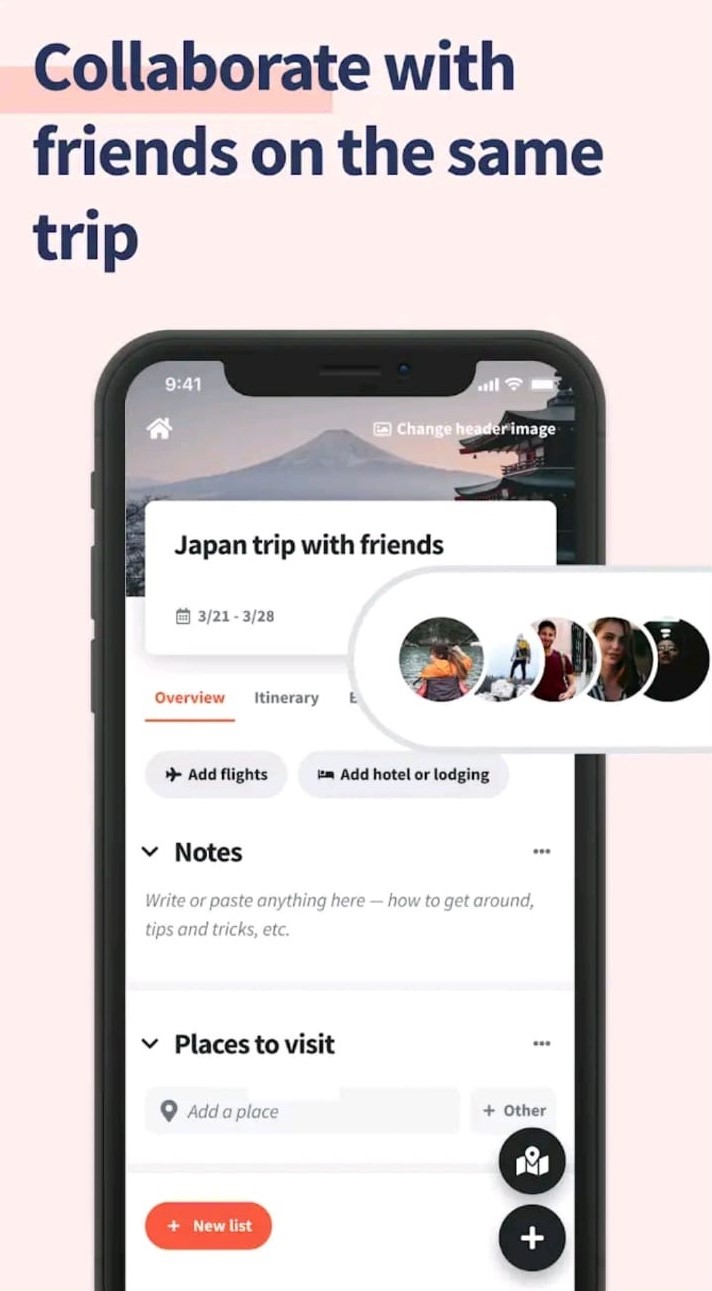 Collaborate with
friends on the same
trip
9:41
Change header image
Japan trip with friends
3/21 - 3/28
Overview Itinerary
Add flights Add hotel or lodging
Notes
Write or paste anything here — how to get around,
tips and tricks, etc.
Places to visit
Add a place + Other
+ New list